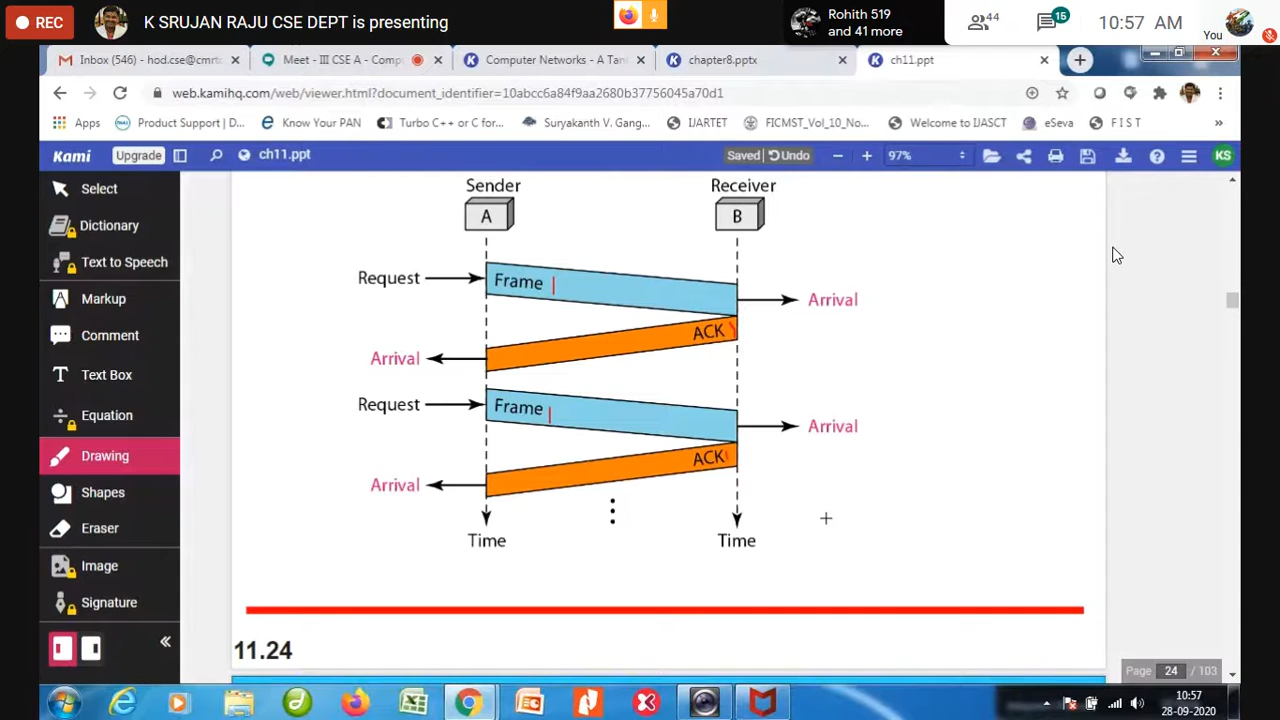 REC
K SRUJAN RAJU CSE DEPT is presenting
Rohith 519
and 41 more
44
15
10:57 AM
You
Inbox (546) - hod.cse@cmrtc
Meet - III CSE A - Comp
Computer Networks - A Tan
chapter8.pptx
ch11.ppt
web.kamihq.com/web/viewer.html?document_identifier=10abcc6a84f9aa2680b37756045a70d1
Apps
Product Support | D...
Know Your PAN
Turbo C++ or C for...
Suryakanth V. Gang...
IJARTET
FICMST_Vol_10_No...
Welcome to IJASCT
eSeva
F I S T
»
Kami
Upgrade
ch11.ppt
Saved
Undo
97%
KS
Select
Dictionary
Text to Speech
Markup
Comment
Text Box
Equation
Drawing
Shapes
Eraser
Image
Signature
Sender
Receiver
A
B
Request
Frame |
Arrival
ACK \
Arrival
Request
Frame |
Arrival
ACK |
Arrival
Time
Time
11.24
Page 24 / 103
10:57
28-09-2020